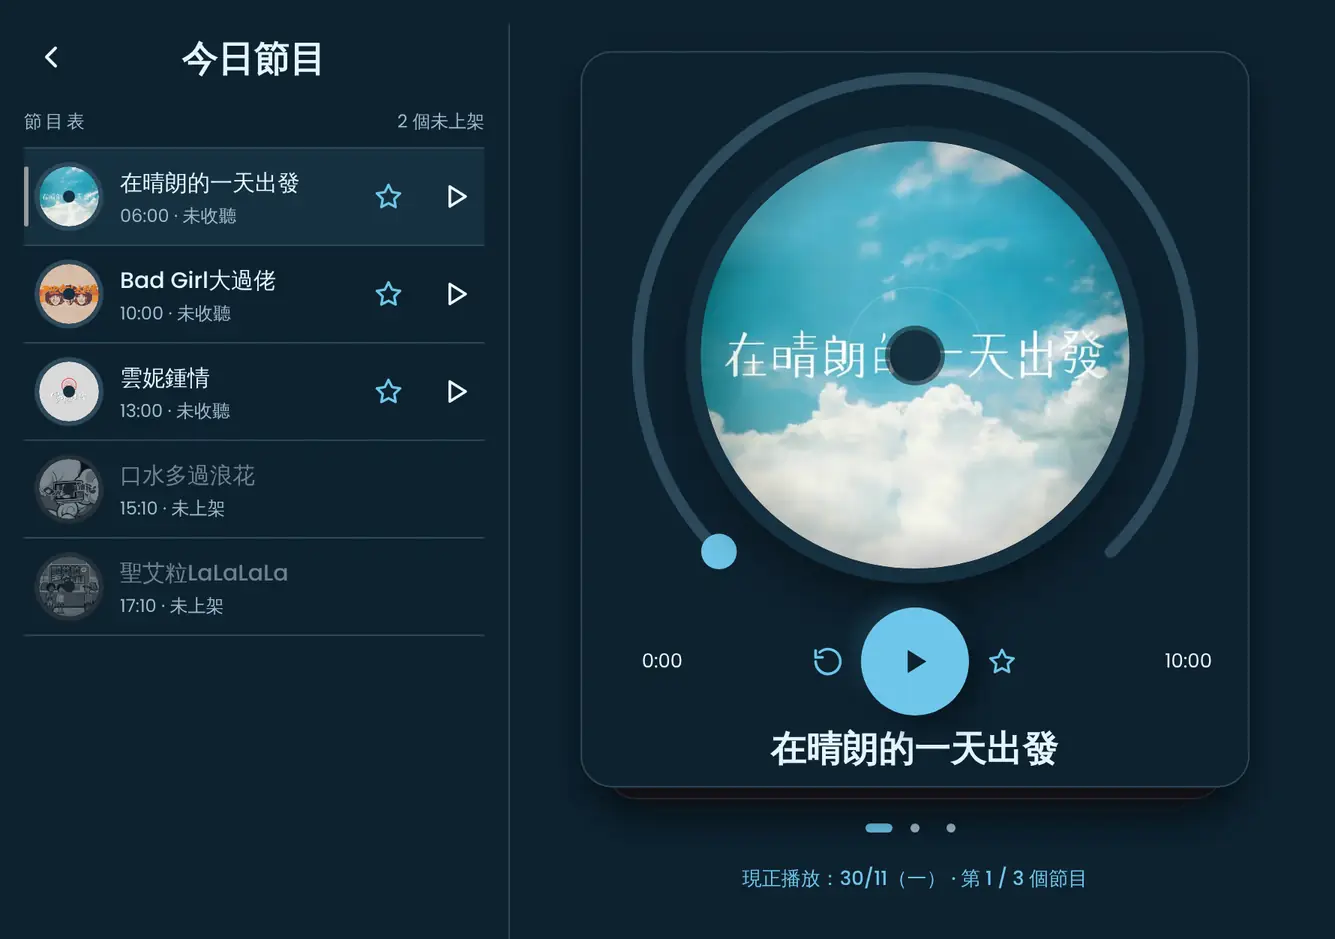 今日節目
節目表
2 個未上架
在晴朗的一天出發
06:00 · 未收聽
Bad Girl大過佬
10:00 · 未收聽
雲妮鍾情
13:00 · 未收聽
口水多過浪花
15:10 · 未上架
聖艾粒LaLaLaLa
17:10 · 未上架
在晴朗的一天出發
0:00
10:00
在晴朗的一天出發
現正播放：30/11（一） · 第 1 / 3 個節目